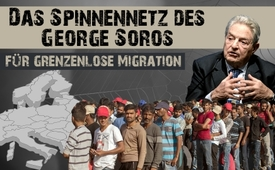 DAS SPINNENNETZ DES
GEORGE SOROS
FÜR GRENZENLOSE MIGRATION